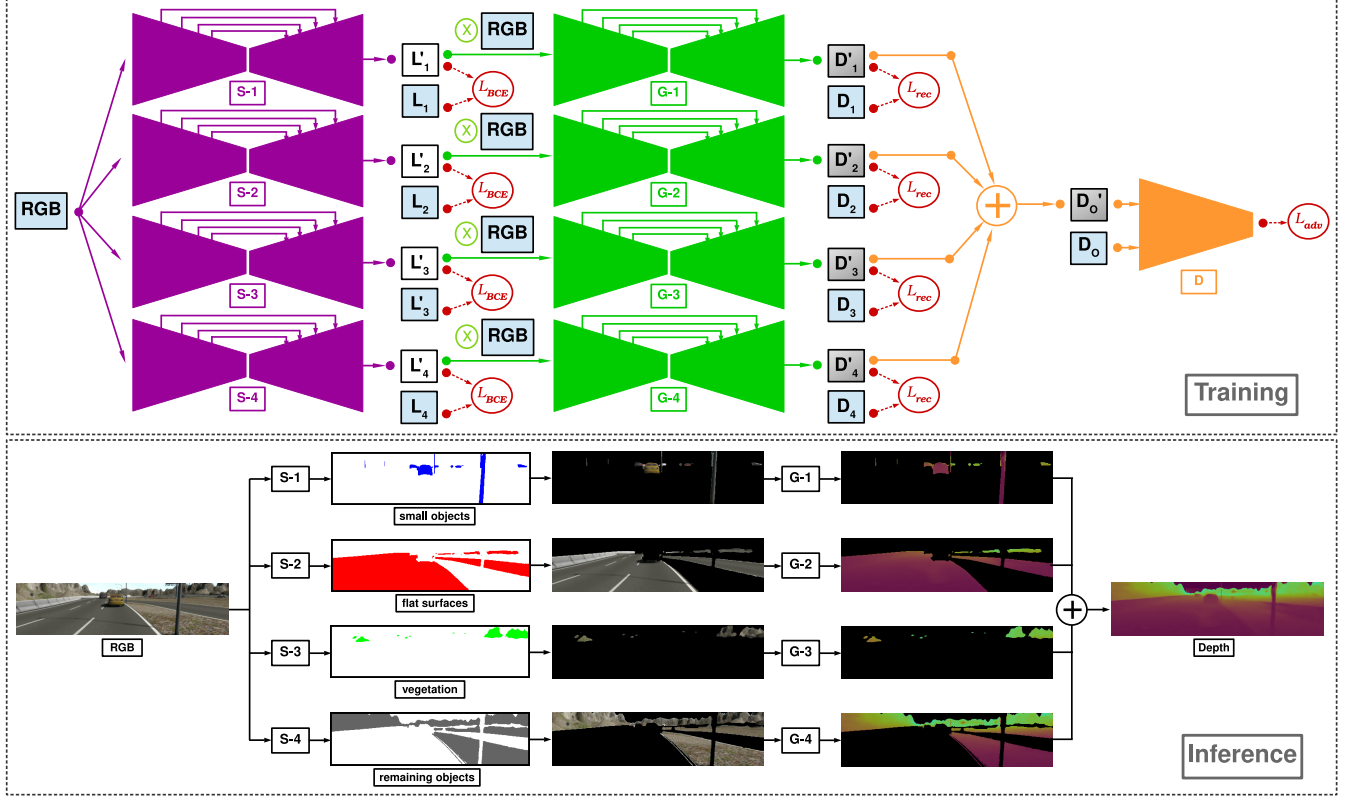 RGB
S-1
L'1
L1
LBCE
X
RGB
G-1
D'1
D1
Lrec
S-2
L'2
L2
LBCE
X
RGB
G-2
D'2
D2
Lrec
S-3
L'3
L'3
LBCE
X
RGB
G-3
D'3
D3
Lrec
S-4
L'4
L4
LBCE
X
RGB
G-4
D'4
D4
Lrec
+
DO'
DO
D
Ladv
Training
RGB
S-1
small objects
G-1
S-2
flat surfaces
G-2
S-3
vegetation
G-3
S-4
remaining objects
G-4
+
Depth
Inference